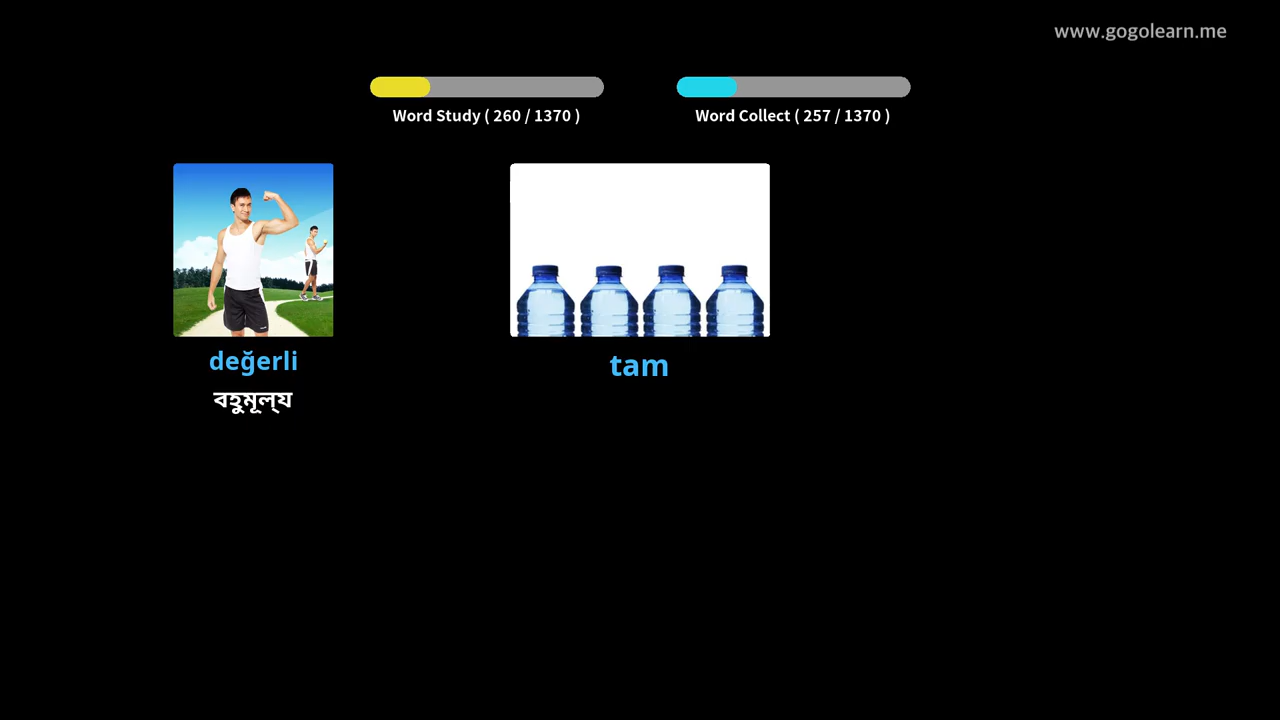 www.gogolearn.me
Word Study ( 260 / 1370 )
Word Collect ( 257 / 1370 )
değerli
বহুমূল্য
tam